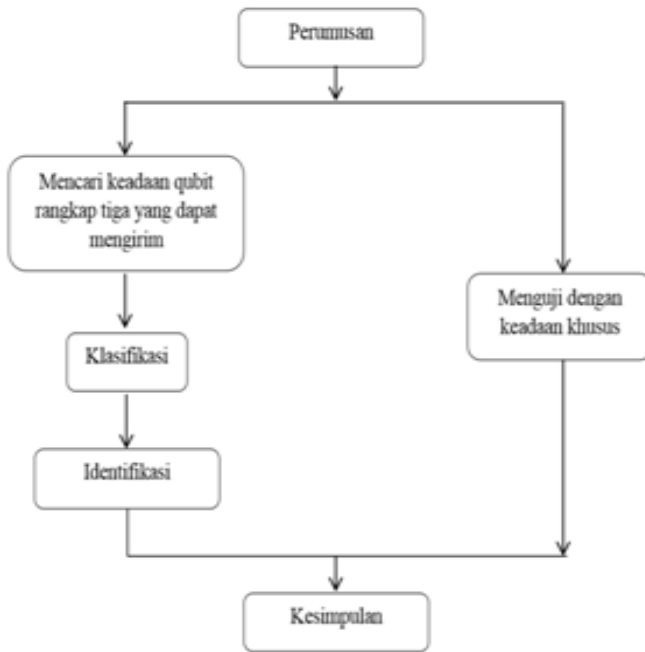 Perumusan
Mencari keadaan qubit
rangkap tiga yang dapat
mengirim
Klasifikasi
Identifikasi
Menguji dengan
keadaan khusus
Kesimpulan